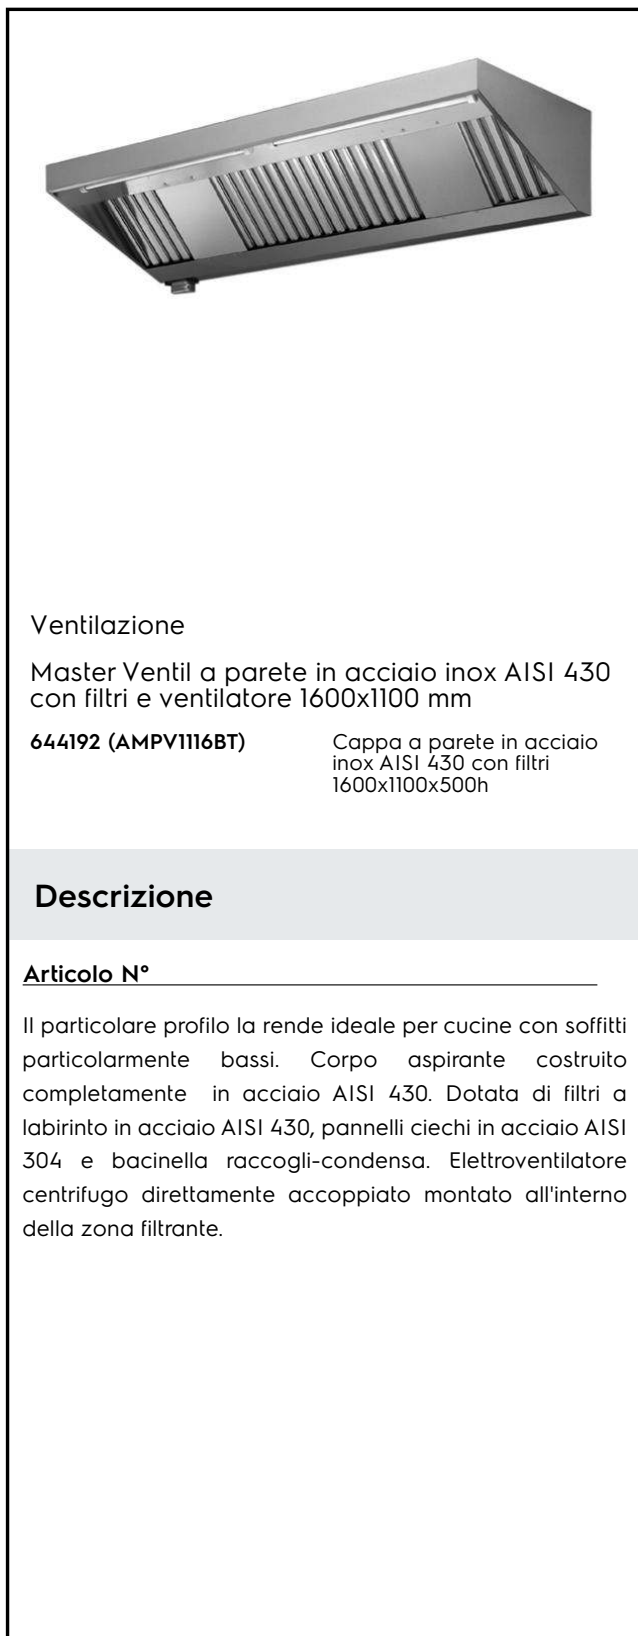 Ventilazione
Master Ventil a parete in acciaio inox AISI 430
con filtri e ventilatore 1600x1100 mm
644192 (AMPV1116BT)
Cappa a parete in acciaio
inox AISI 430 con filtri
1600x1100x500h
Descrizione
Articolo N°
Il particolare profilo la rende ideale per cucine con soffitti
particolarmente bassi. Corpo aspirante costruito
completamente in acciaio AISI 430. Dotata di filtri a
labirinto in acciaio AISI 430, pannelli ciechi in acciaio AISI
304 e bacinella raccogli-condensa. Elettroventilatore
centrifugo direttamente accoppiato montato all'interno
della zona filtrante.